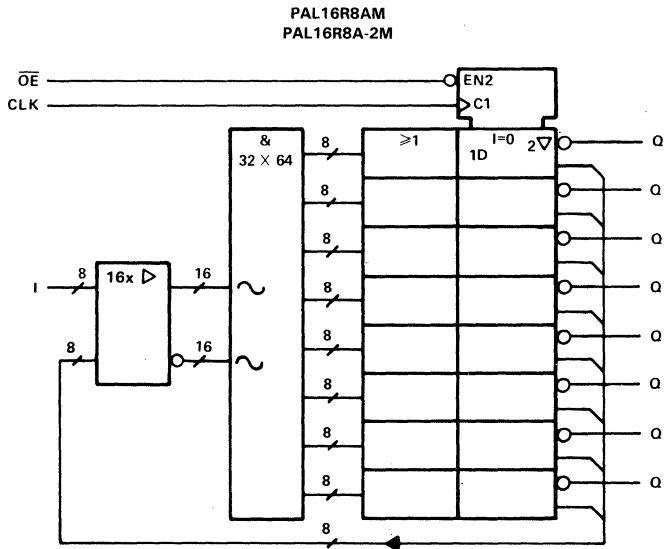 PAL16R8AM
PAL16R8A-2M
OE
EN2
CLK
C1
&
32 × 64
8
≥1
I=0
1D
2▽
Q
8
Q
8
Q
I
8
16x ▷
16
8
Q
8
16
8
Q
8
Q
8
Q
8
Q
8